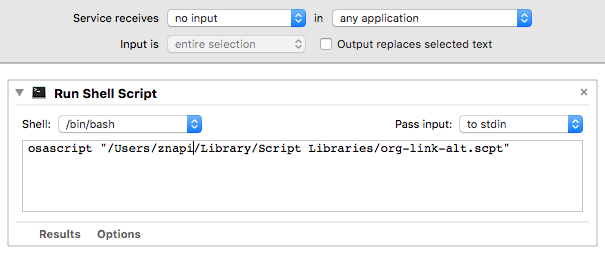 Service receives no input in any application
Input is entire selection Output replaces selected text
Run Shell Script
Shell: /bin/bash Pass input: to stdin
osascript "/Users/znapi/Library/Script Libraries/org-link-alt.scpt"
Results Options